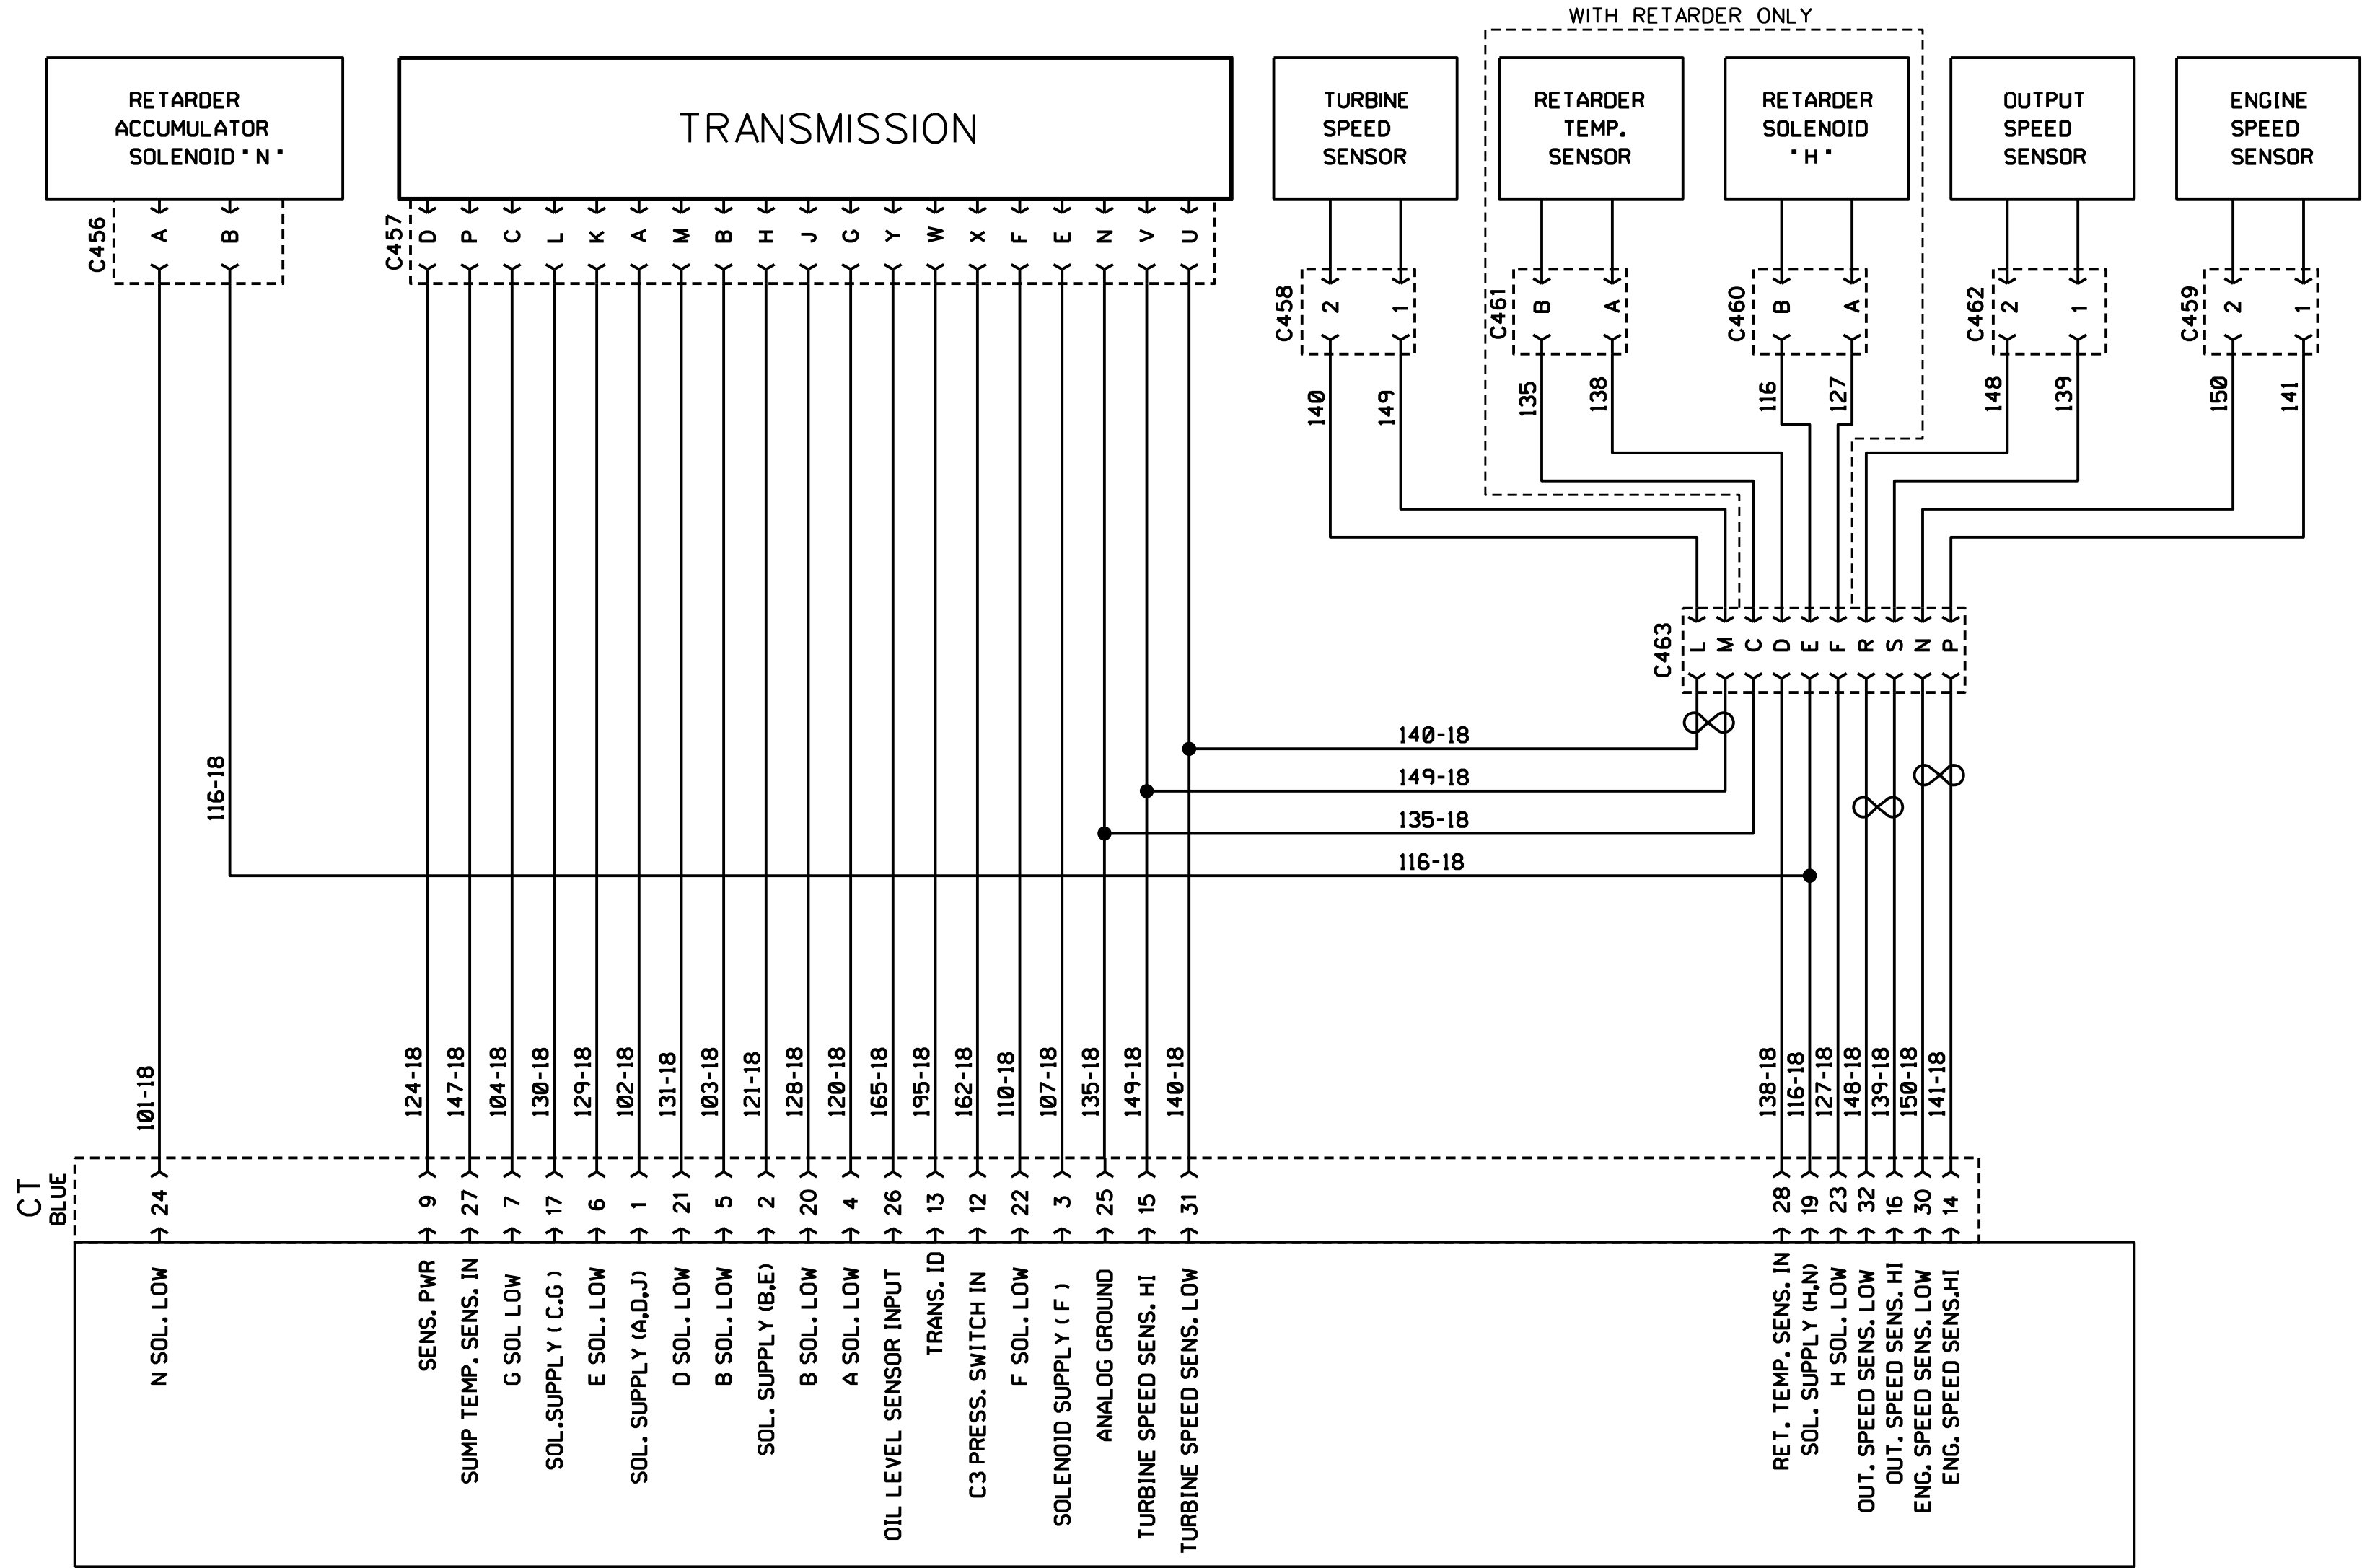 WITH RETARDER ONLY
RETARDER
ACCUMULATOR
SOLENOID "N"
TRANSMISSION
TURBINE
SPEED
SENSOR
RETARDER
TEMP.
SENSOR
RETARDER
SOLENOID
"H"
OUTPUT
SPEED
SENSOR
ENGINE
SPEED
SENSOR
C456
A
B
C457
D
P
C
L
K
A
M
B
H
J
G
Y
W
X
F
E
N
V
U
C458
2
1
C461
B
A
C460
B
A
C462
2
1
C459
2
1
140
149
135
138
116
127
148
139
150
141
C463
L
M
C
D
E
F
R
S
N
P
140-18
149-18
135-18
116-18
116-18
101-18
124-18
147-18
104-18
130-18
129-18
102-18
131-18
103-18
121-18
128-18
120-18
165-18
195-18
162-18
110-18
107-18
135-18
149-18
140-18
138-18
116-18
127-18
148-18
139-18
150-18
141-18
CT
BLUE
24
9
27
7
17
6
1
21
5
2
20
4
26
13
12
22
3
25
15
31
28
19
23
32
16
30
14
N SOL. LOW
SENS. PWR
SUMP TEMP. SENS. IN
G SOL LOW
SOL.SUPPLY ( C.G )
E SOL. LOW
SOL. SUPPLY (A,D,J)
D SOL. LOW
B SOL. LOW
SOL. SUPPLY (B,E)
B SOL. LOW
A SOL. LOW
OIL LEVEL SENSOR INPUT
TRANS. ID
C3 PRESS. SWITCH IN
F SOL. LOW
SOLENOID SUPPLY ( F )
ANALOG GROUND
TURBINE SPEED SENS. HI
TURBINE SPEED SENS. LOW
RET. TEMP. SENS. IN
SOL. SUPPLY (H,N)
H SOL. LOW
OUT. SPEED SENS. LOW
OUT. SPEED SENS. HI
ENG. SPEED SENS. LOW
ENG. SPEED SENS.HI